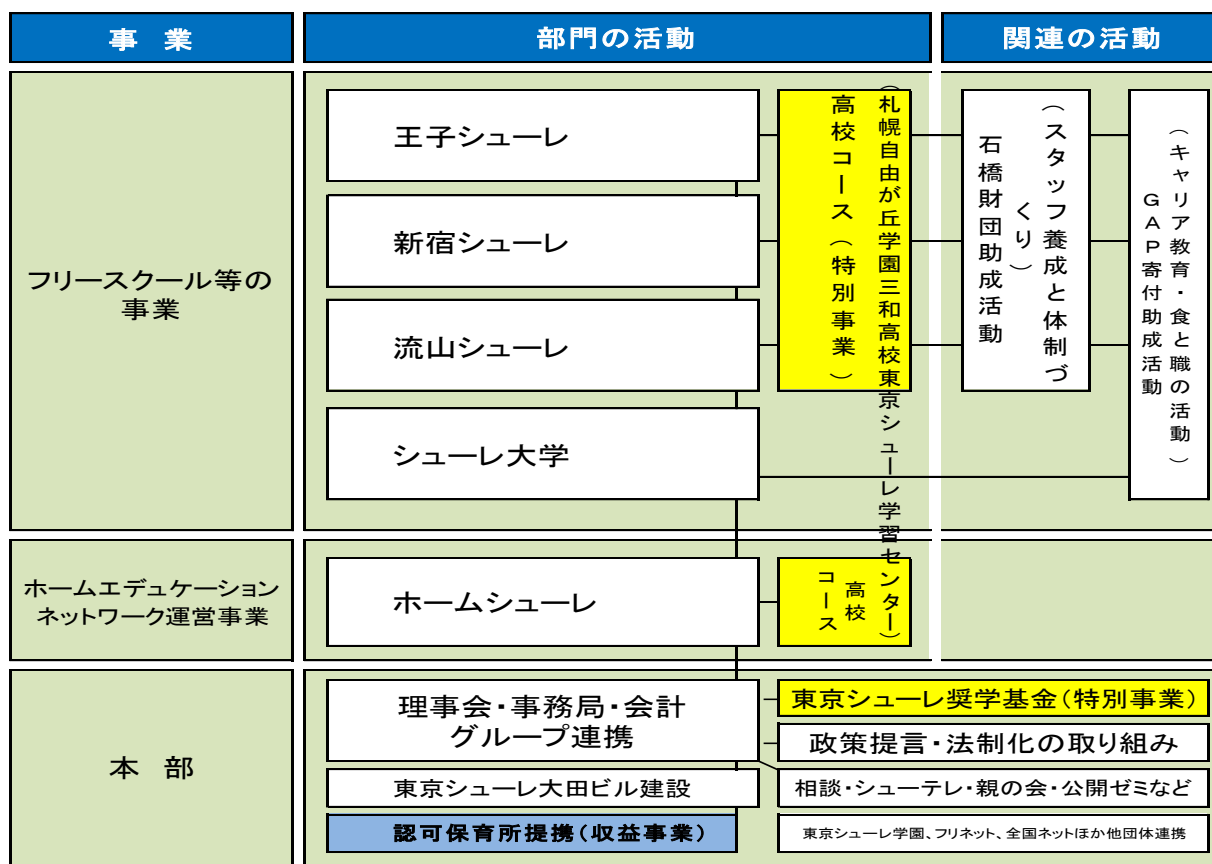 事 業
部門の活動
関連の活動
フリースクール等の
事業
王子シューレ
新宿シューレ
流山シューレ
シューレ大学
高校コース（特別事業）
（札幌自由が丘学園三和高校東京シューレ学習センター）
石橋財団助成活動
（スタッフ養成と体制づ
くり）
GAP寄付助成活動
（キャリア教育・食と職の活動）
ホームエデュケーション
ネットワーク運営事業
ホームシューレ
高校
コース
本 部
理事会・事務局・会計
グループ連携
東京シューレ大田ビル建設
認可保育所提携（収益事業）
東京シューレ奨学基金（特別事業）
政策提言・法制化の取り組み
相談・シューテレ・親の会・公開ゼミなど
東京シューレ学園、フリネット、全国ネットほか他団体連携